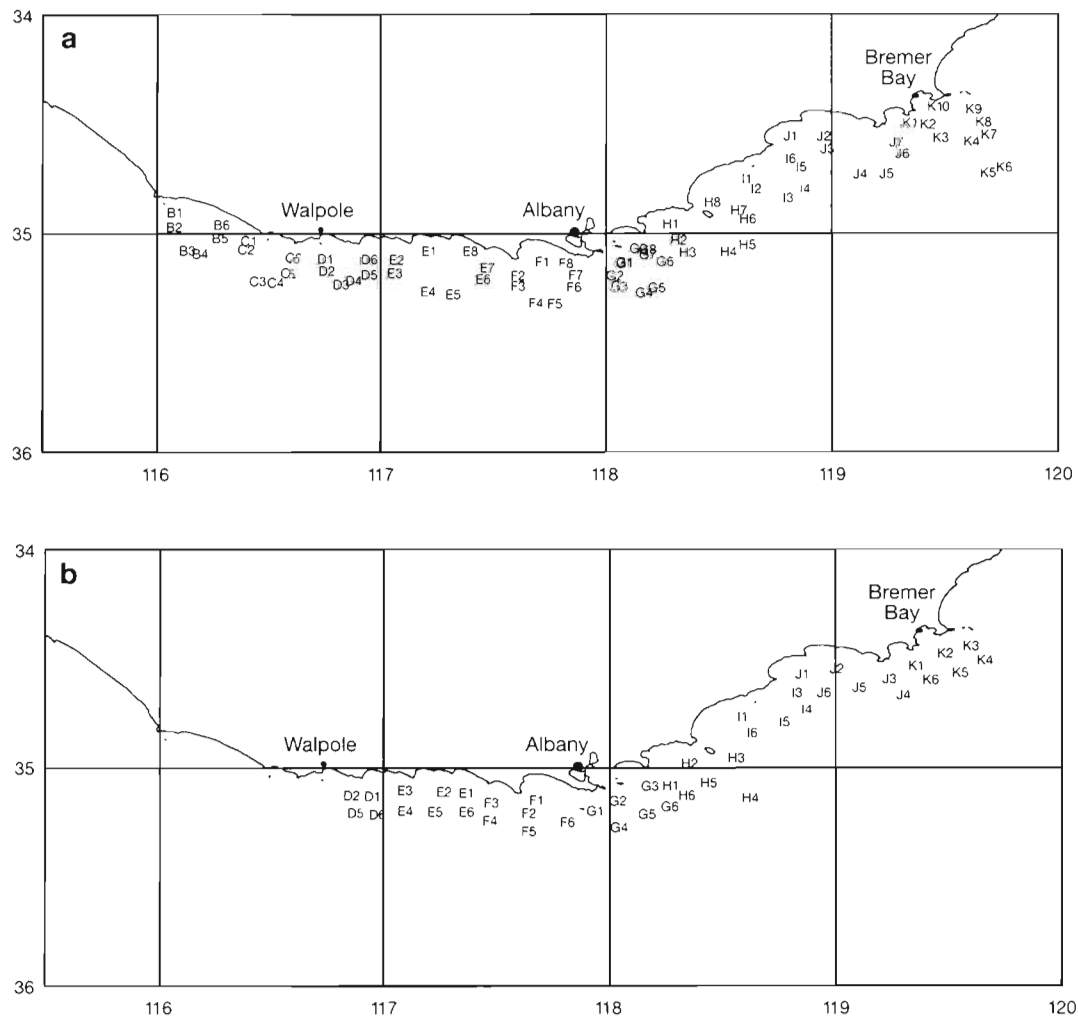 34
a
Bremer
Bay
K10
K9
K1 K2 K8
J1 J2 K3 K4 K7
J3 J6
I6 I5 J4 J5 K5 K6
I1 I2 I4
I3
H8 H7 H6
B1 Walpole Albany H1
B2 B6
35
B5 C1 H2 H5
B3 B4 C2 E1 E8 G8 H3 H4
D1 D6 E2 F1 F8 G1 G6
D2 D5 E3 E7 F2 F7 G2
C3 C4 D3 D4 E6 F3 F6 G3 G5
E4 E5 G4
F4 F5
36
116 117 118 119 120
34
b
Bremer
Bay
K2 K3
J1 J2 K1 K4
J3 K6 K5
I3 J6 J5 J4
I1 I4
I6 I5
Walpole Albany
H2 H3
35
D2 D1 E3 E2 E1 G3 H1 H5
F3 F1 G2 H6 H4
D5 D6 E4 E5 E6 F2 G1 G5 G6
F4 F5 F6 G4
36
116 117 118 119 120